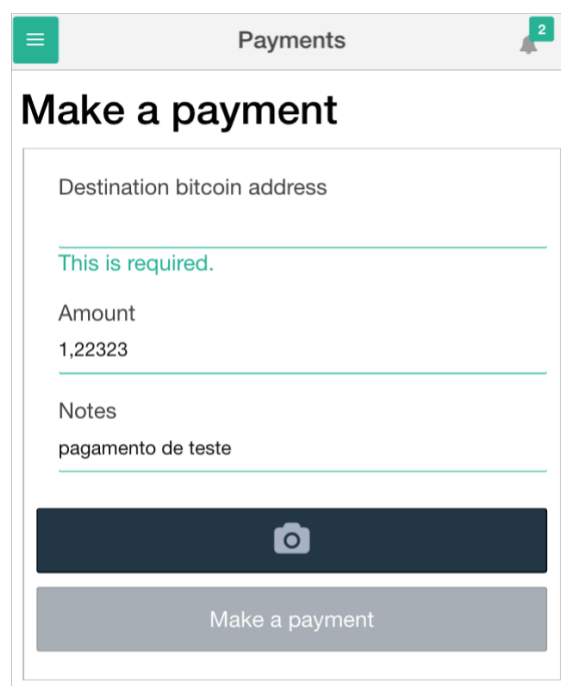 Payments
2
Make a payment
Destination bitcoin address
This is required.
Amount
1,22323
Notes
pagamento de teste
Make a payment